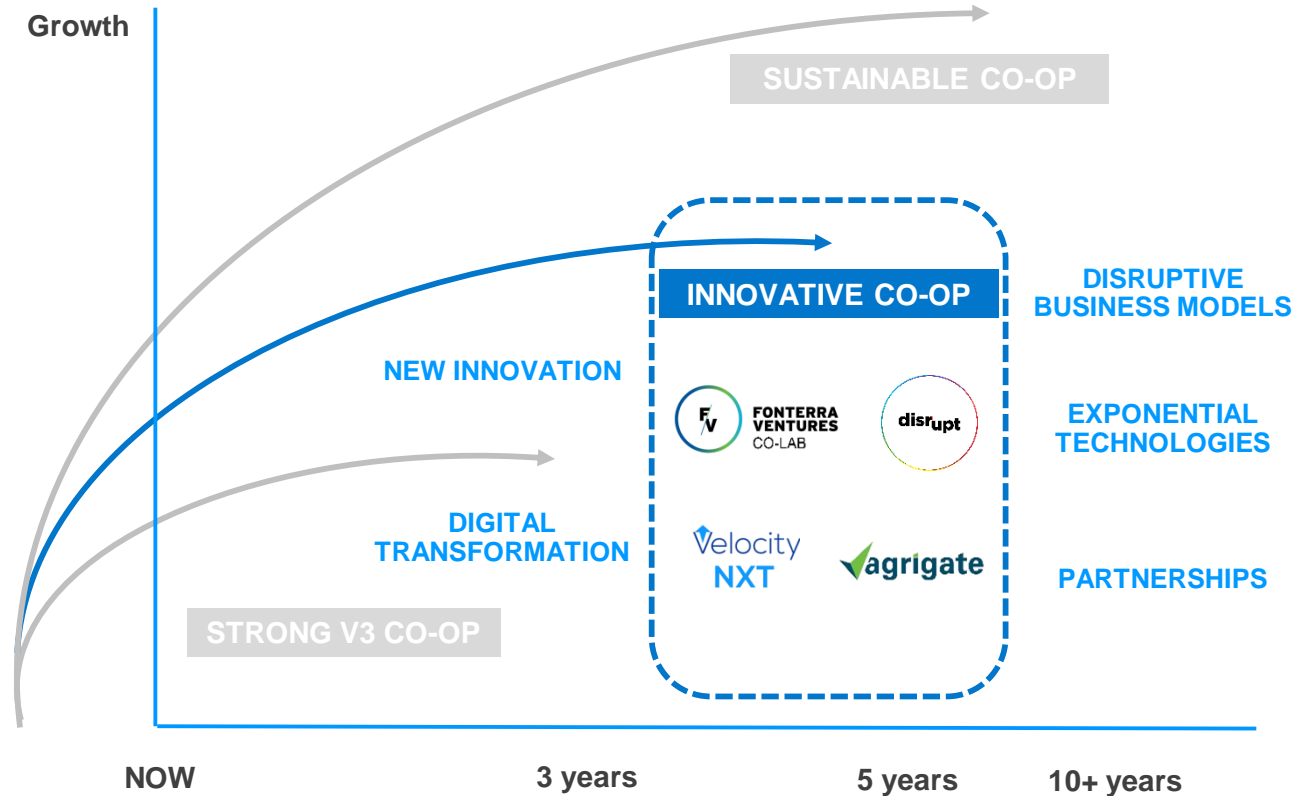 Growth
SUSTAINABLE CO-OP
INNOVATIVE CO-OP
DISRUPTIVE
BUSINESS MODELS
NEW INNOVATION
F/V
FONTERRA
VENTURES
CO-LAB
disrupt
EXPONENTIAL
TECHNOLOGIES
DIGITAL
TRANSFORMATION
Velocity
NXT
agrigate
PARTNERSHIPS
STRONG V3 CO-OP
NOW
3 years
5 years
10+ years